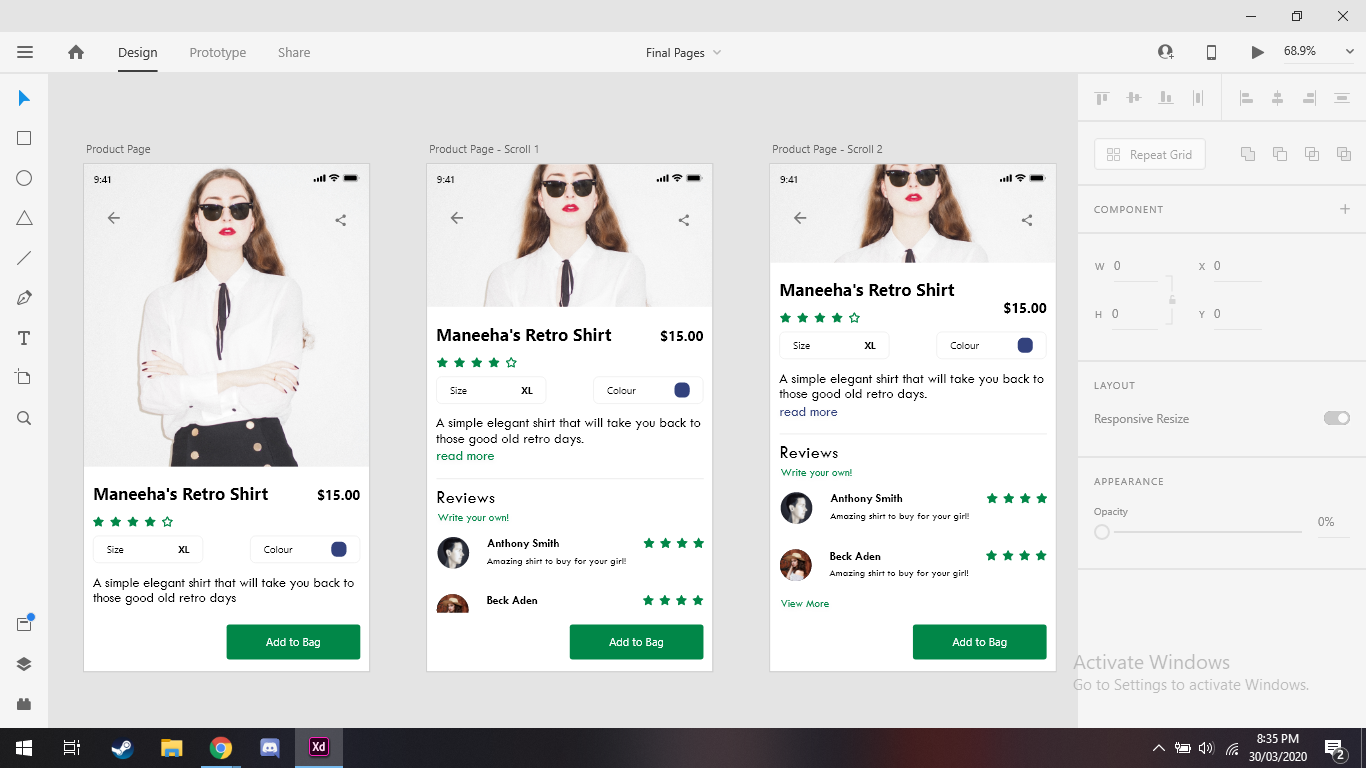 Design Prototype Share
Final Pages
68.9%
Product Page
9:41
Maneeha's Retro Shirt $15.00
Size XL Colour
A simple elegant shirt that will take you back to
those good old retro days
Add to Bag
Product Page - Scroll 1
9:41
Maneeha's Retro Shirt $15.00
Size XL Colour
A simple elegant shirt that will take you back to
those good old retro days.
read more
Reviews
Write your own!
Anthony Smith
Amazing shirt to buy for your girl!
Beck Aden
Add to Bag
Product Page - Scroll 2
9:41
Maneeha's Retro Shirt
$15.00
Size XL Colour
A simple elegant shirt that will take you back to
those good old retro days.
read more
Reviews
Write your own!
Anthony Smith
Amazing shirt to buy for your girl!
Beck Aden
Amazing shirt to buy for your girl!
View More
Add to Bag
Repeat Grid
COMPONENT
W 0 X 0
H 0 Y 0
LAYOUT
Responsive Resize
APPEARANCE
Opacity
0%
Activate Windows
Go to Settings to activate Windows.
Xd
8:35 PM
30/03/2020
2